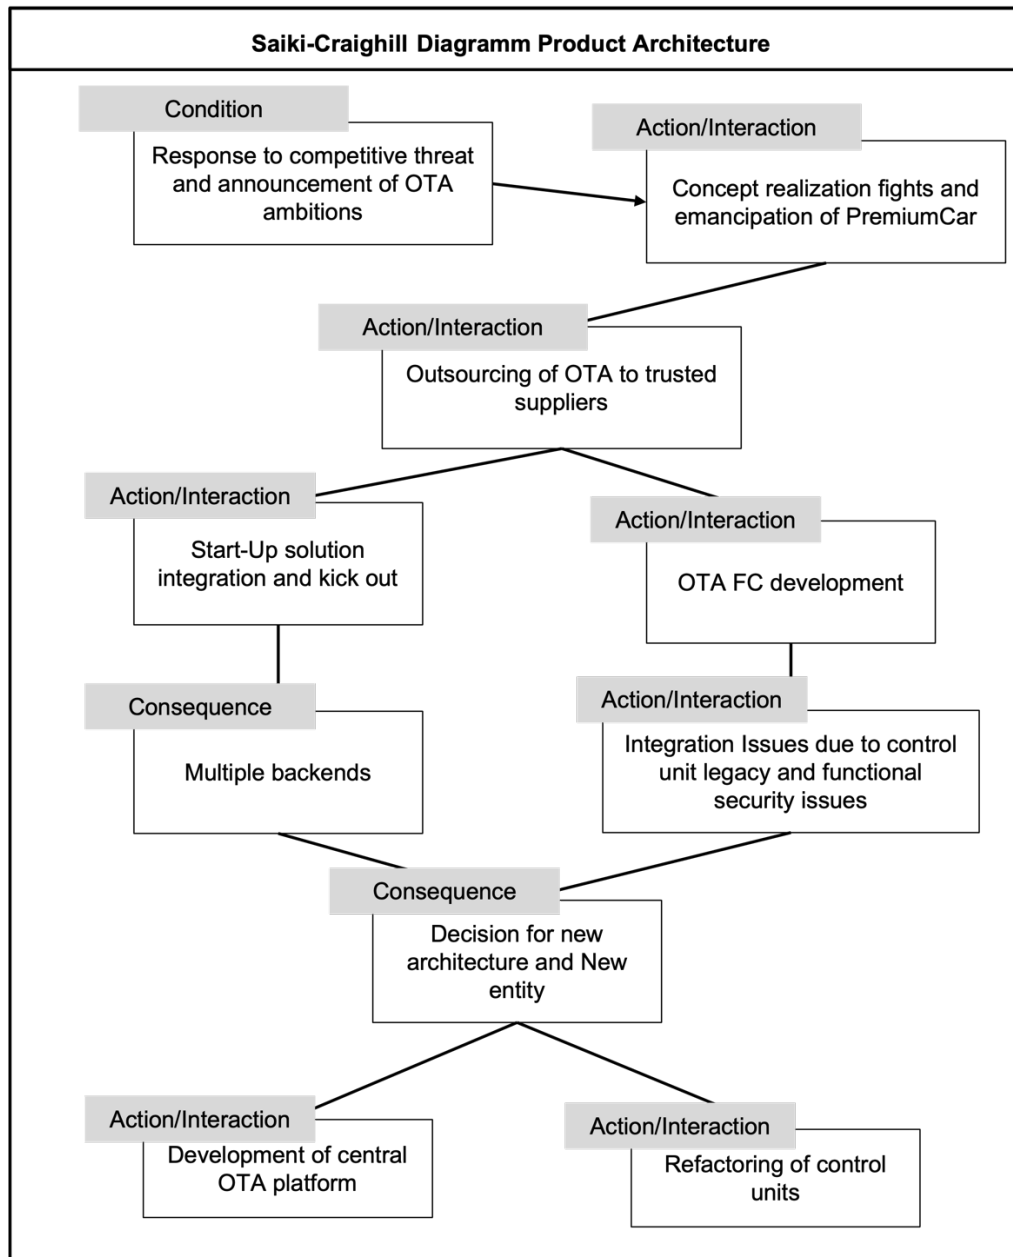 Saiki-Craighill Diagramm Product Architecture
Condition
Response to competitive threat
and announcement of OTA
ambitions
Action/Interaction
Concept realization fights and
emancipation of PremiumCar
Action/Interaction
Outsourcing of OTA to trusted
suppliers
Action/Interaction
Start-Up solution
integration and kick out
Action/Interaction
OTA FC development
Consequence
Multiple backends
Action/Interaction
Integration Issues due to control
unit legacy and functional
security issues
Consequence
Decision for new
architecture and New
entity
Action/Interaction
Development of central
OTA platform
Action/Interaction
Refactoring of control
units